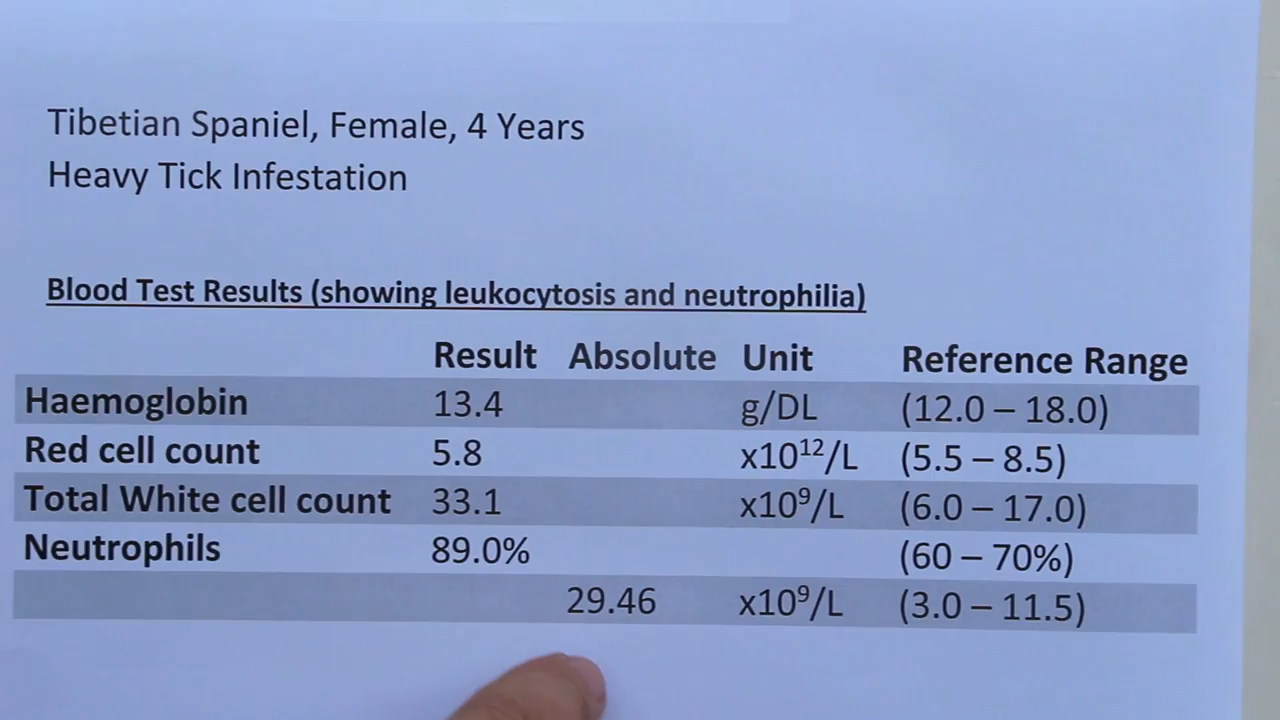 Tibetian Spaniel, Female, 4 Years
Heavy Tick Infestation
Blood Test Results (showing leukocytosis and neutrophilia)
Result Absolute Unit Reference Range
Haemoglobin 13.4 g/DL (12.0 – 18.0)
Red cell count 5.8 x10¹²/L (5.5 – 8.5)
Total White cell count 33.1 x10⁹/L (6.0 – 17.0)
Neutrophils 89.0% (60 – 70%)
29.46 x10⁹/L (3.0 – 11.5)